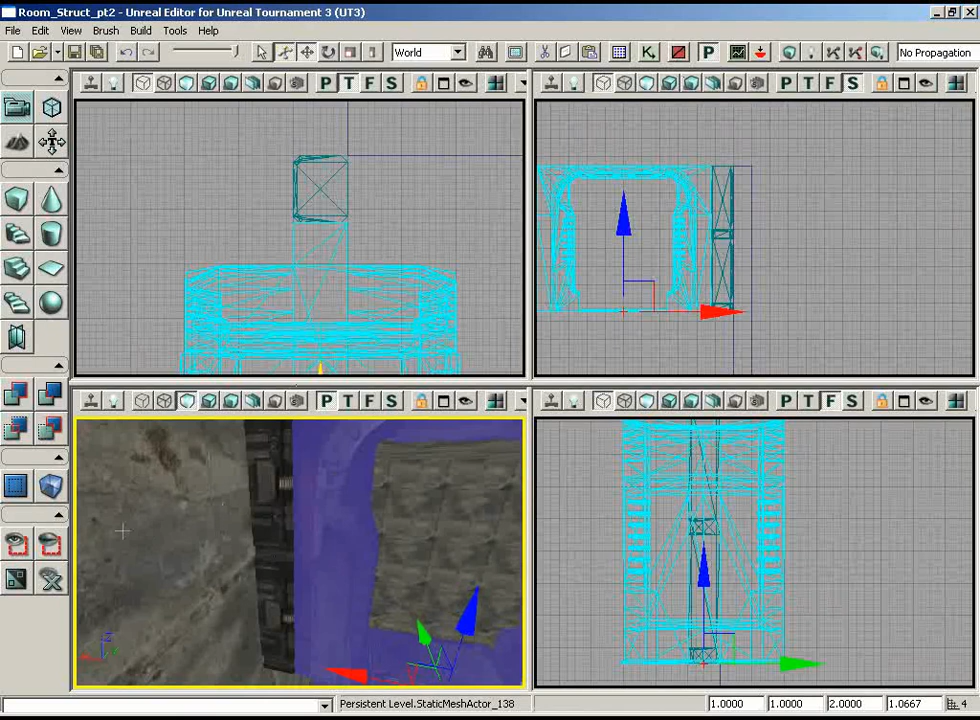 Room_Struct_pt2 - Unreal Editor for Unreal Tournament 3 (UT3)
File Edit View Brush Build Tools Help
World
P
No Propagation
P T F S
P T F S
P T F S
P T F S
Persistent Level.StaticMeshActor_138
1.0000
1.0000
2.0000
1.0667
4